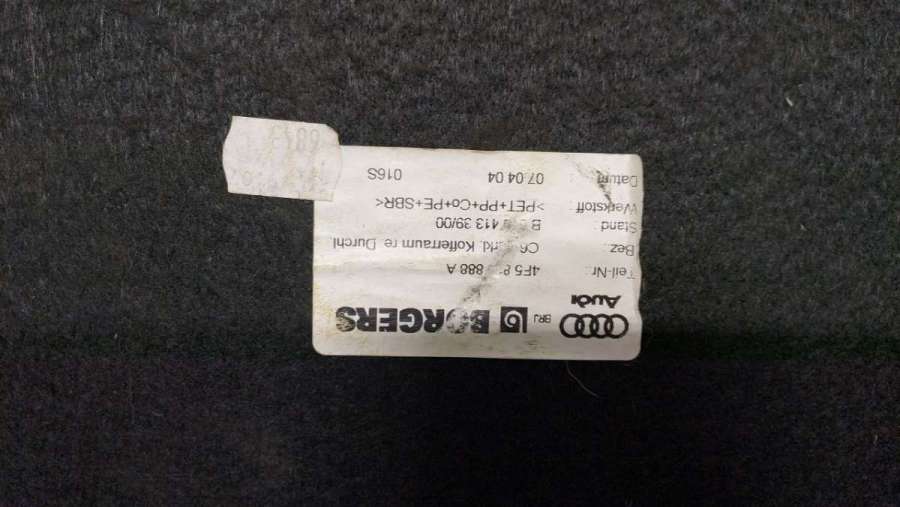 Audi BRJ BORGERS
Teil-Nr.: 4F5 888 A
Bez.: C6 Kofferraum re Durchl
Stand: B 413 39/00
Werkstoff: >PET+PP+Co+PE+SBR<
Datum: 07.04.04 016S